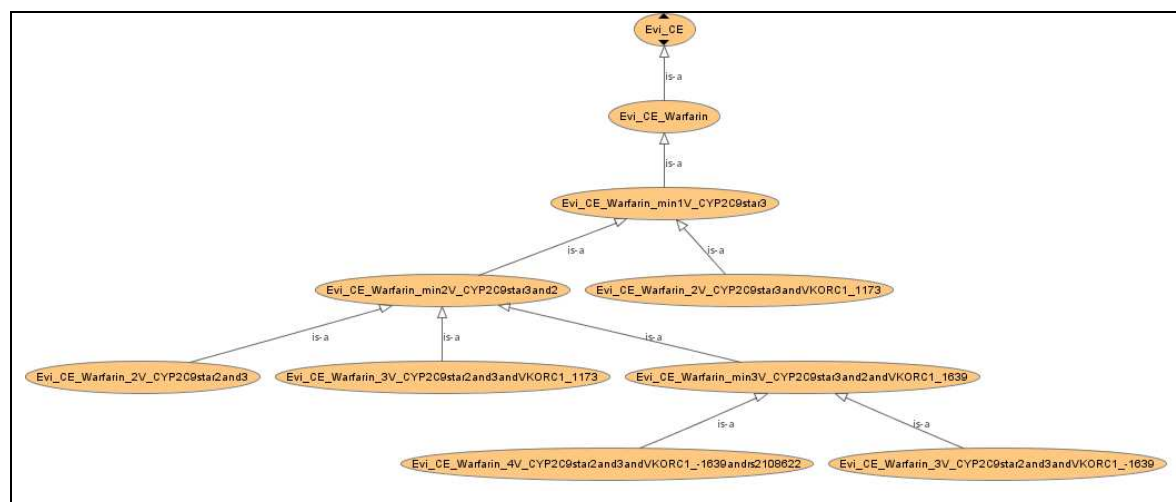 Evi_CE
is-a
Evi_CE_Warfarin
is-a
Evi_CE_Warfarin_min1V_CYP2C9star3
is-a
is-a
Evi_CE_Warfarin_min2V_CYP2C9star3and2
Evi_CE_Warfarin_2V_CYP2C9star3andVKORC1_1173
is-a
is-a
is-a
Evi_CE_Warfarin_2V_CYP2C9star2and3
Evi_CE_Warfarin_3V_CYP2C9star2and3andVKORC1_1173
Evi_CE_Warfarin_min3V_CYP2C9star3and2andVKORC1_1639
is-a
is-a
Evi_CE_Warfarin_4V_CYP2C9star2and3andVKORC1_-1639andrs2108622
Evi_CE_Warfarin_3V_CYP2C9star2and3andVKORC1_-1639